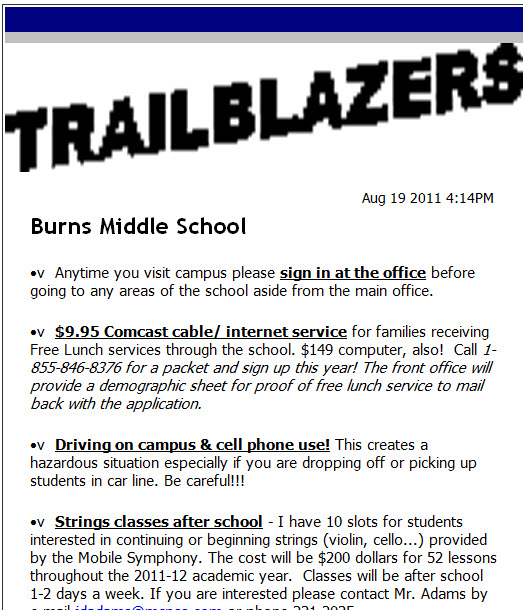 TRAILBLAZERS
Aug 19 2011 4:14PM
Burns Middle School
•v Anytime you visit campus please sign in at the office before
going to any areas of the school aside from the main office.
•v $9.95 Comcast cable/ internet service for families receiving
Free Lunch services through the school. $149 computer, also! Call 1-
855-846-8376 for a packet and sign up this year! The front office will
provide a demographic sheet for proof of free lunch service to mail
back with the application.
•v Driving on campus & cell phone use! This creates a
hazardous situation especially if you are dropping off or picking up
students in car line. Be careful!!!
•v Strings classes after school - I have 10 slots for students
interested in continuing or beginning strings (violin, cello...) provided
by the Mobile Symphony. The cost will be $200 dollars for 52 lessons
throughout the 2011-12 academic year. Classes will be after school
1-2 days a week. If you are interested please contact Mr. Adams by